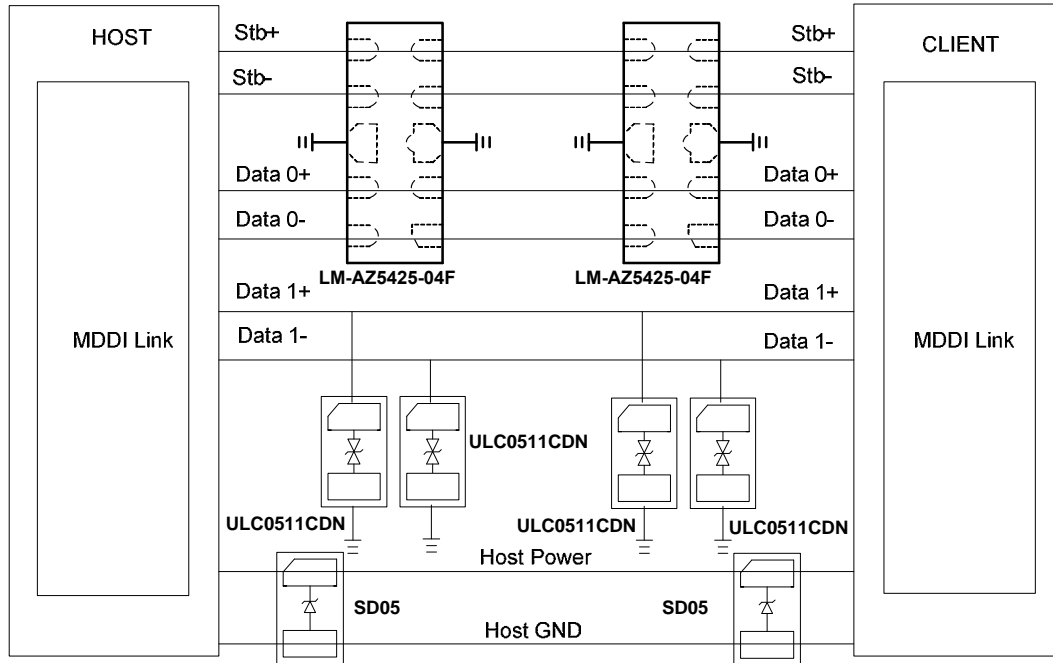 HOST
CLIENT
Stb+
Stb+
Stb-
Stb-
Data 0+
Data 0+
Data 0-
Data 0-
LM-AZ5425-04F
LM-AZ5425-04F
Data 1+
Data 1+
MDDI Link
Data 1-
Data 1-
MDDI Link
ULC0511CDN
ULC0511CDN
ULC0511CDN
ULC0511CDN
Host Power
SD05
SD05
Host GND